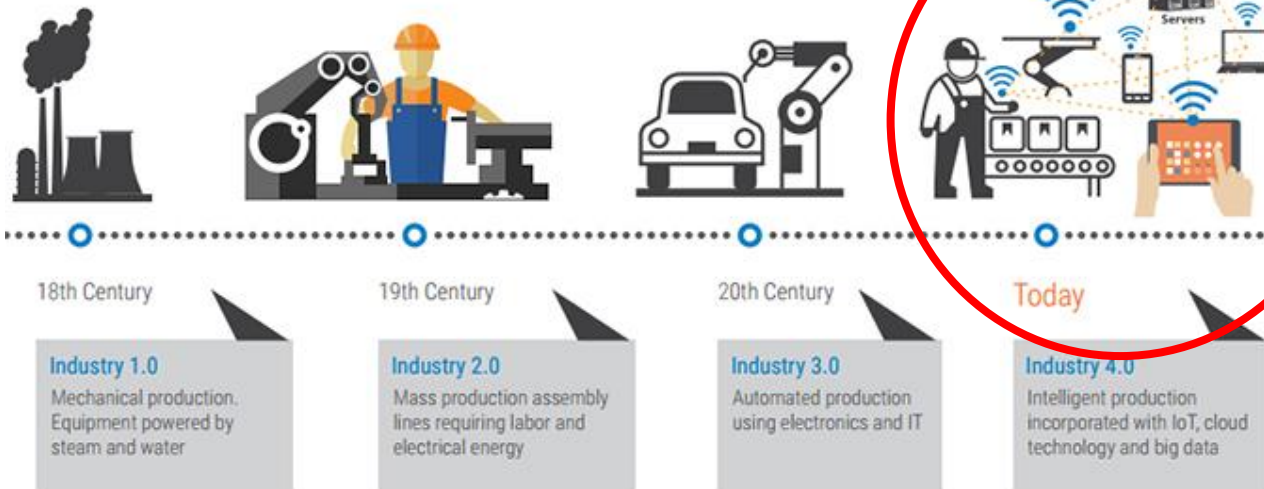 Servers
18th Century
Industry 1.0
Mechanical production.
Equipment powered by
steam and water
19th Century
Industry 2.0
Mass production assembly
lines requiring labor and
electrical energy
20th Century
Industry 3.0
Automated production
using electronics and IT
Today
Industry 4.0
Intelligent production
incorporated with IoT, cloud
technology and big data